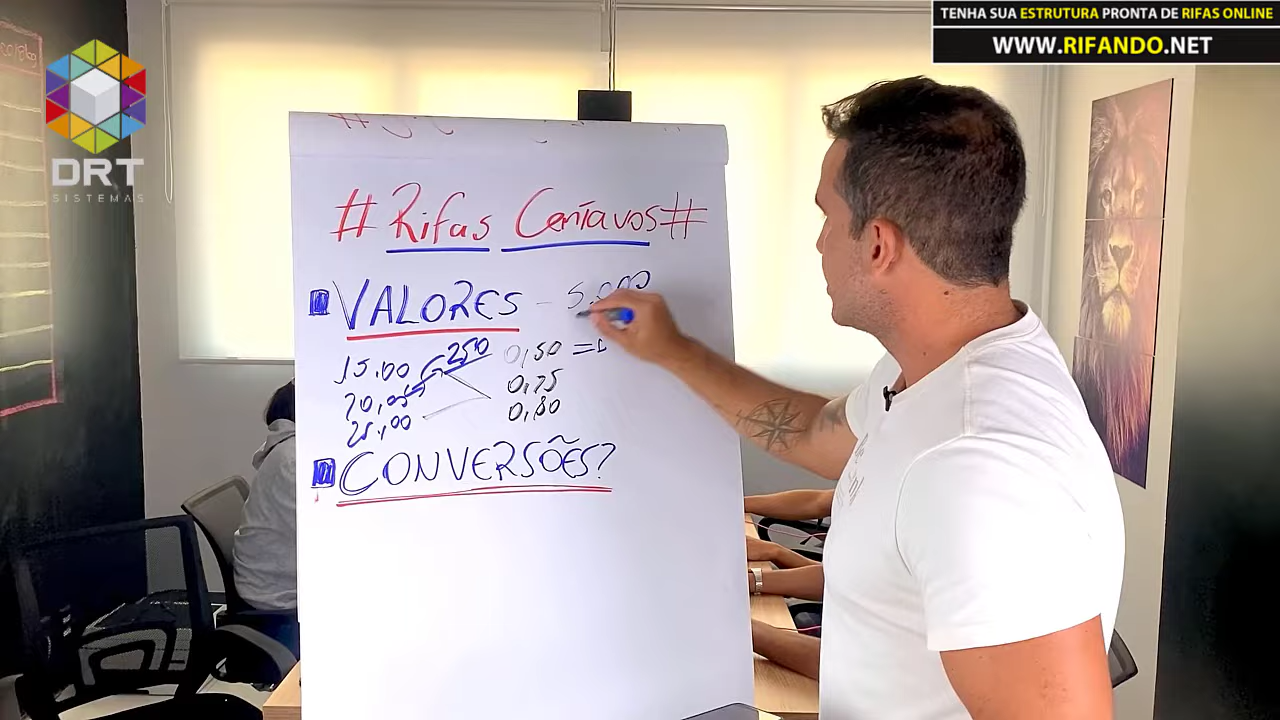 TENHA SUA ESTRUTURA PRONTA DE RIFAS ONLINE
WWW.RIFANDO.NET
DRT
SISTEMAS
#Rifas Centavos#
VALORES - 5.000
15,00 250 0,50 =
20,00 0,75
25,00 0,80
CONVERSÕES?